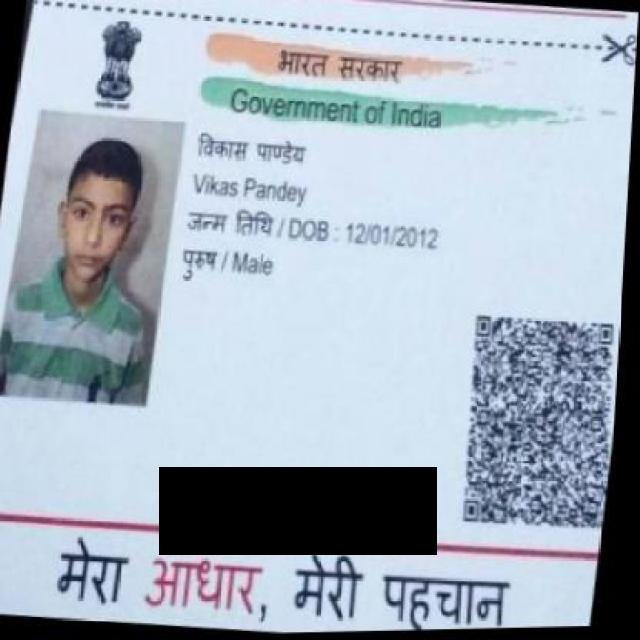 भारत सरकार
Government of India
विकास पाण्डेय
Vikas Pandey
जन्म तिथि / DOB : 12/01/2012
पुरुष / Male
मेरा आधार, मेरी पहचान